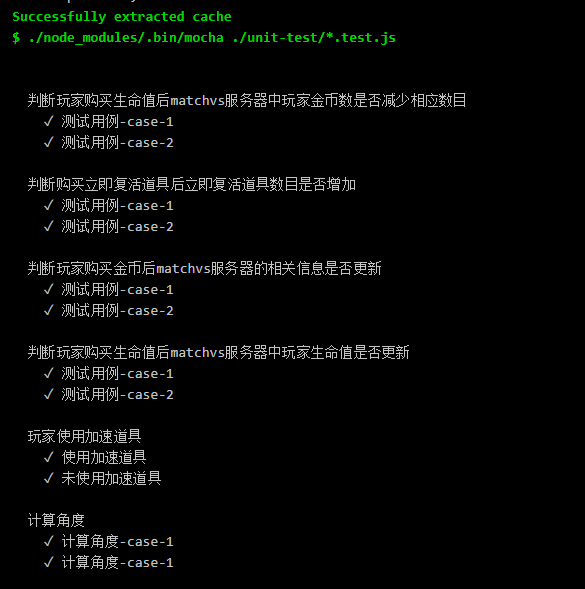 Successfully extracted cache
$ ./node_modules/.bin/mocha ./unit-test/*.test.js
判断玩家购买生命值后matchvs服务器中玩家金币数是否减少相应数目
✓ 测试用例-case-1
✓ 测试用例-case-2
判断购买立即复活道具后立即复活道具数目是否增加
✓ 测试用例-case-1
✓ 测试用例-case-2
判断玩家购买金币后matchvs服务器的相关信息是否更新
✓ 测试用例-case-1
✓ 测试用例-case-2
判断玩家购买生命值后matchvs服务器中玩家生命值是否更新
✓ 测试用例-case-1
✓ 测试用例-case-2
玩家使用加速道具
✓ 使用加速道具
✓ 未使用加速道具
计算角度
✓ 计算角度-case-1
✓ 计算角度-case-1